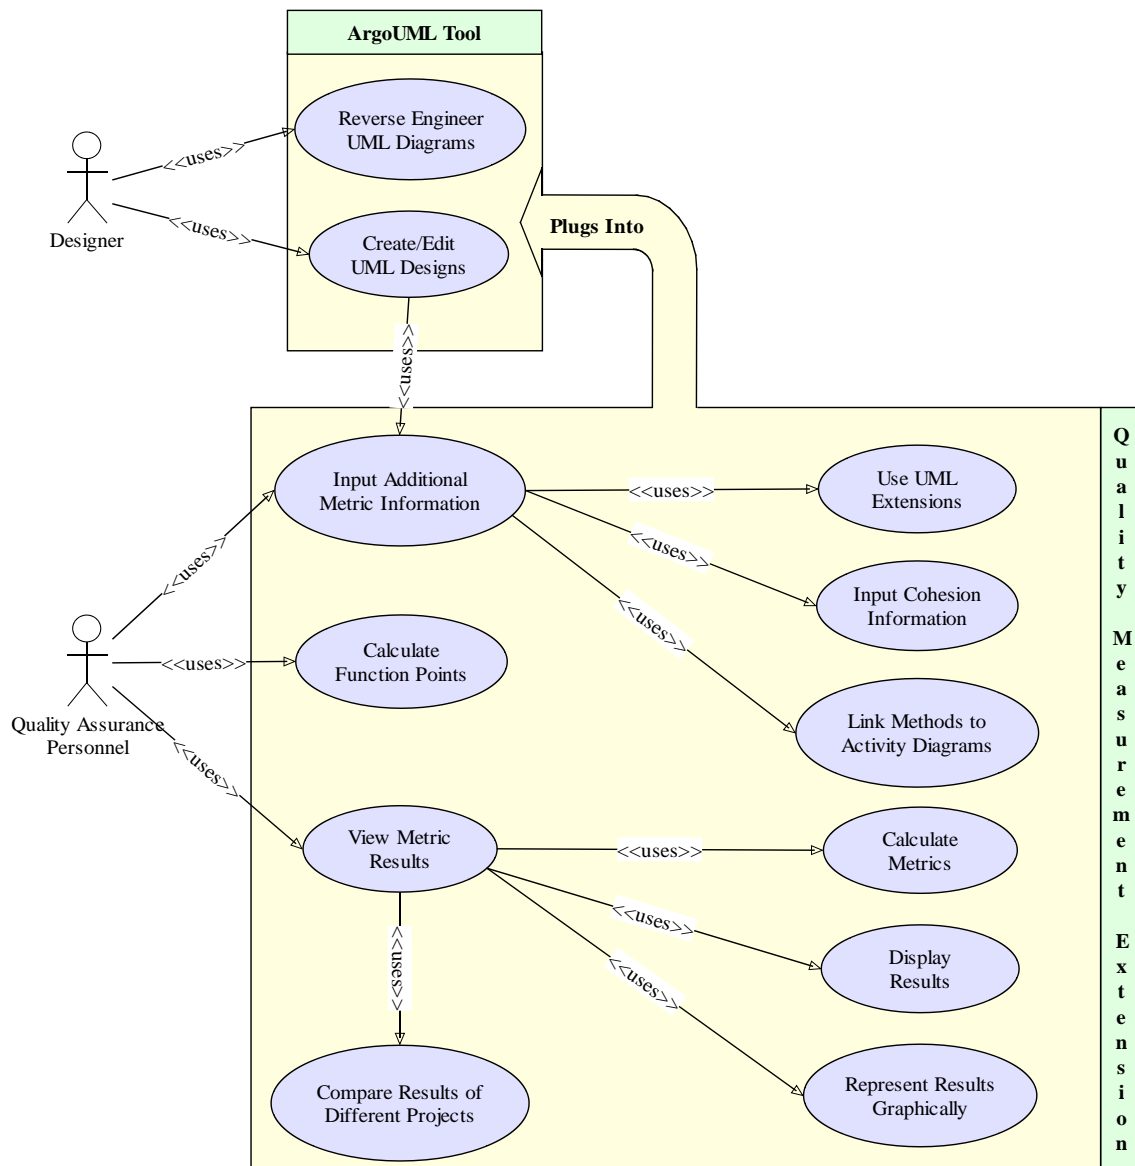 ArgoUML Tool
Reverse Engineer
UML Diagrams
<<uses>>
Designer
<<uses>>
Create/Edit
UML Designs
Plugs Into
<<uses>>
Quality Measurement Extension
Input Additional
Metric Information
<<uses>>
Use UML
Extensions
<<uses>>
<<uses>>
Input Cohesion
Information
<<uses>>
Calculate
Function Points
<<uses>>
Quality Assurance
Personnel
Link Methods to
Activity Diagrams
<<uses>>
View Metric
Results
<<uses>>
Calculate
Metrics
<<uses>>
Display
Results
<<uses>>
<<uses>>
Compare Results of
Different Projects
Represent Results
Graphically